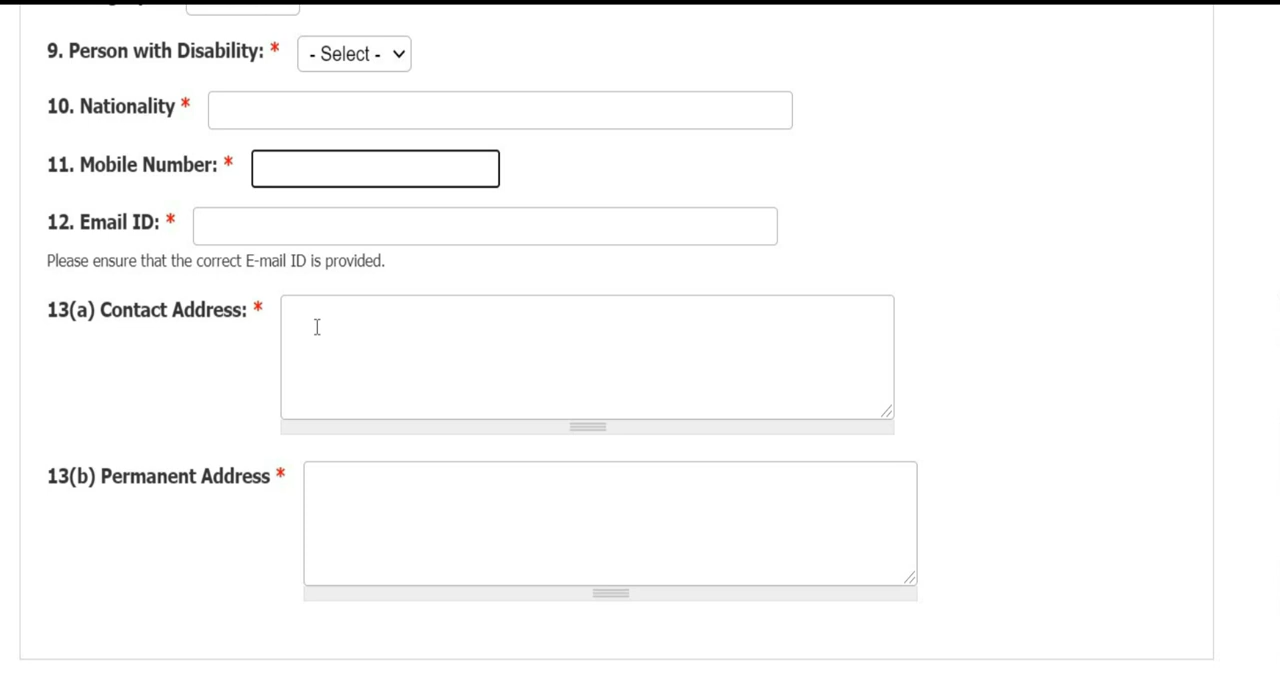 9. Person with Disability: * - Select -
10. Nationality *
11. Mobile Number: *
12. Email ID: *
Please ensure that the correct E-mail ID is provided.
13(a) Contact Address: *
13(b) Permanent Address *